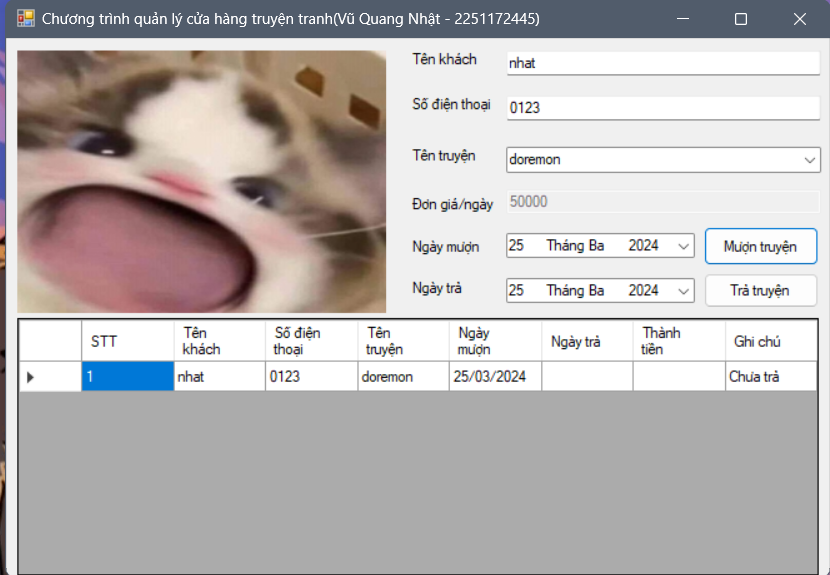 Chương trình quản lý cửa hàng truyện tranh(Vũ Quang Nhật - 2251172445)
Tên khách
nhat
Số điện thoại
0123
Tên truyện
doremon
Đơn giá/ngày
50000
Ngày mượn
25 Tháng Ba 2024
Mượn truyện
Ngày trả
25 Tháng Ba 2024
Trả truyện
STT
Tên
khách
Số điện
thoại
Tên
truyện
Ngày
mượn
Ngày trả
Thành
tiền
Ghi chú
1
nhat
0123
doremon
25/03/2024
Chưa trả